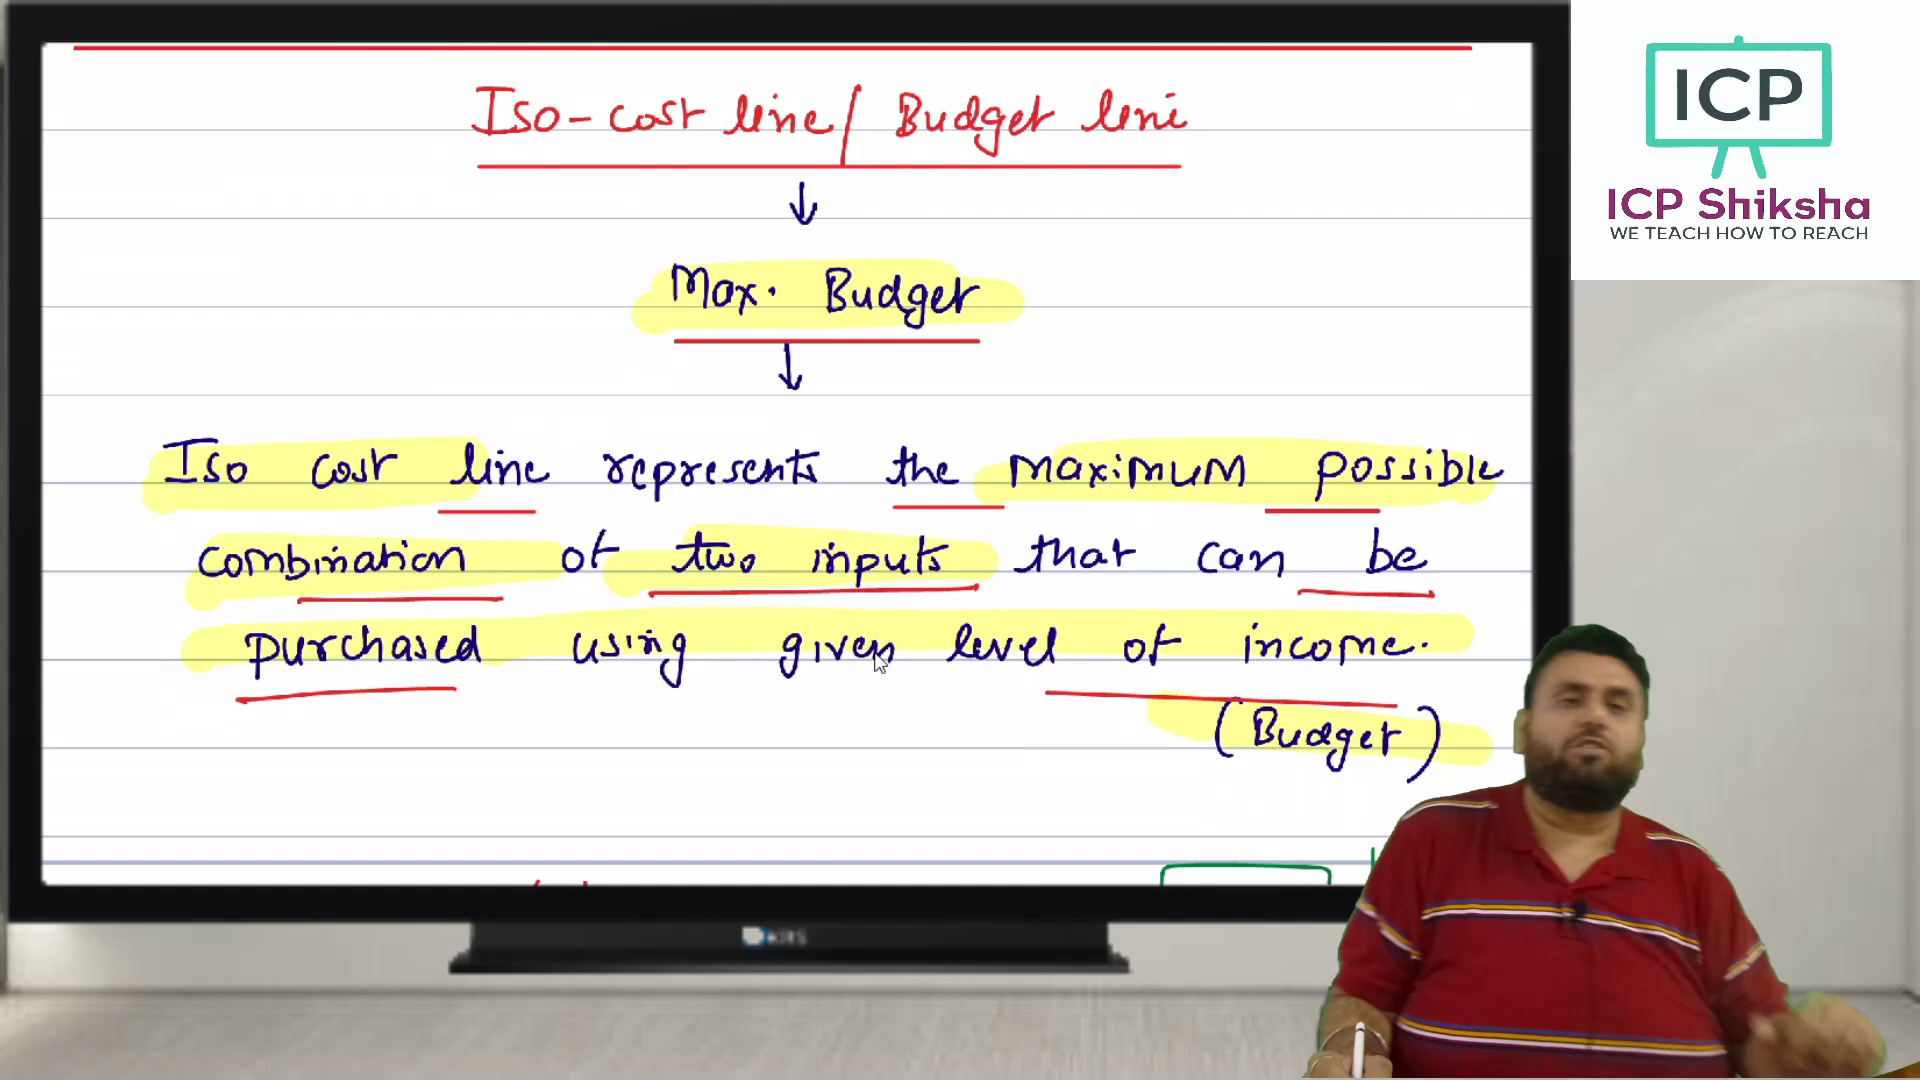 Iso-cost line/ Budget line
Max. Budget
Iso cost line represents the maximum possible
combination of two inputs that can be
purchased using given level of income.
(Budget)
ICP
ICP Shiksha
WE TEACH HOW TO REACH